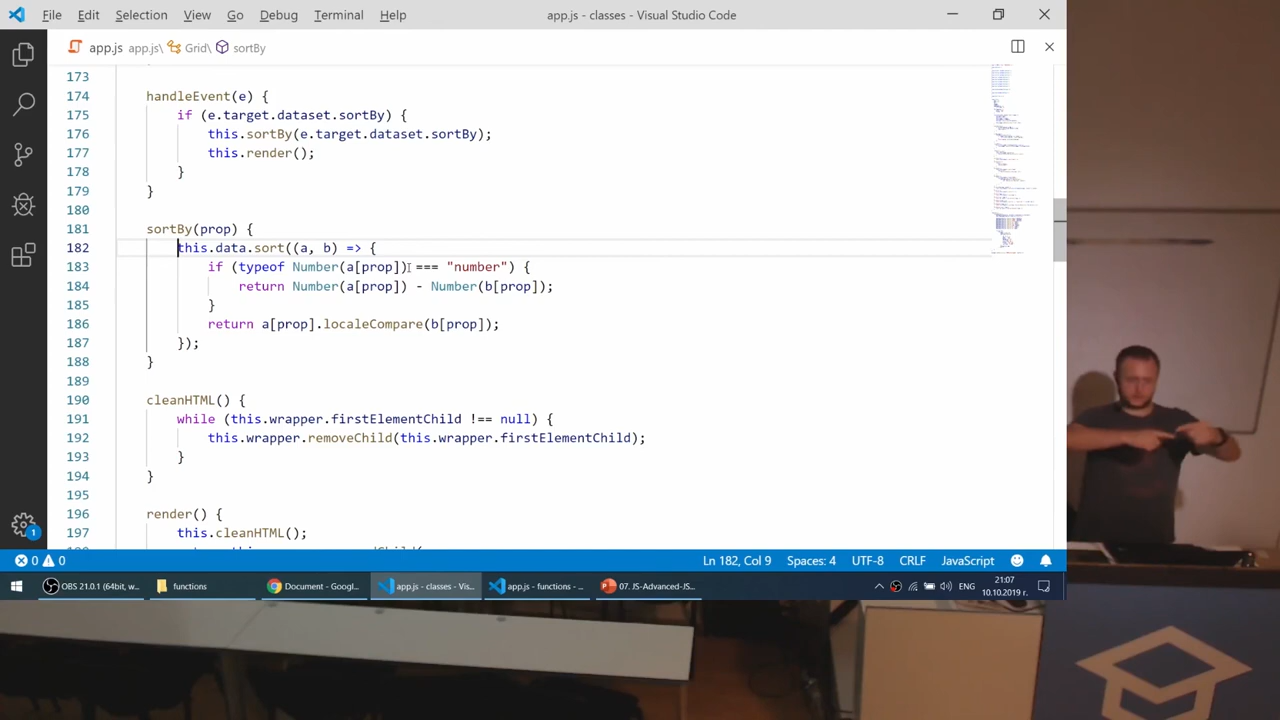 File Edit Selection View Go Debug Terminal Help
app.js - classes - Visual Studio Code
app.js app.js\ Grid\ sortBy
173
174 handler (e) {
175 if ( target.dataset.sortBy) {
176 this.sortBy( target.dataset.sortBy)
177 this.render
178 }
179 }
180
181 sortBy(prop) {
182 this.data.sort((a, b) => {
183 if (typeof Number(a[prop]) === "number") {
184 return Number(a[prop]) - Number(b[prop]);
185 }
186 return a[prop].localeCompare(b[prop]);
187 });
188 }
189
190 cleanHTML() {
191 while (this.wrapper.firstElementChild !== null) {
192 this.wrapper.removeChild(this.wrapper.firstElementChild);
193 }
194 }
195
196 render() {
197 this.cleanHTML();
0 0
Ln 182, Col 9 Spaces: 4 UTF-8 CRLF JavaScript
1
OBS 21.0.1 (64bit, w...
functions
Document - Googl...
app.js - classes - Vis...
app.js - functions - ...
07. JS-Advanced-JS...
ENG
21:07
10.10.2019 г.